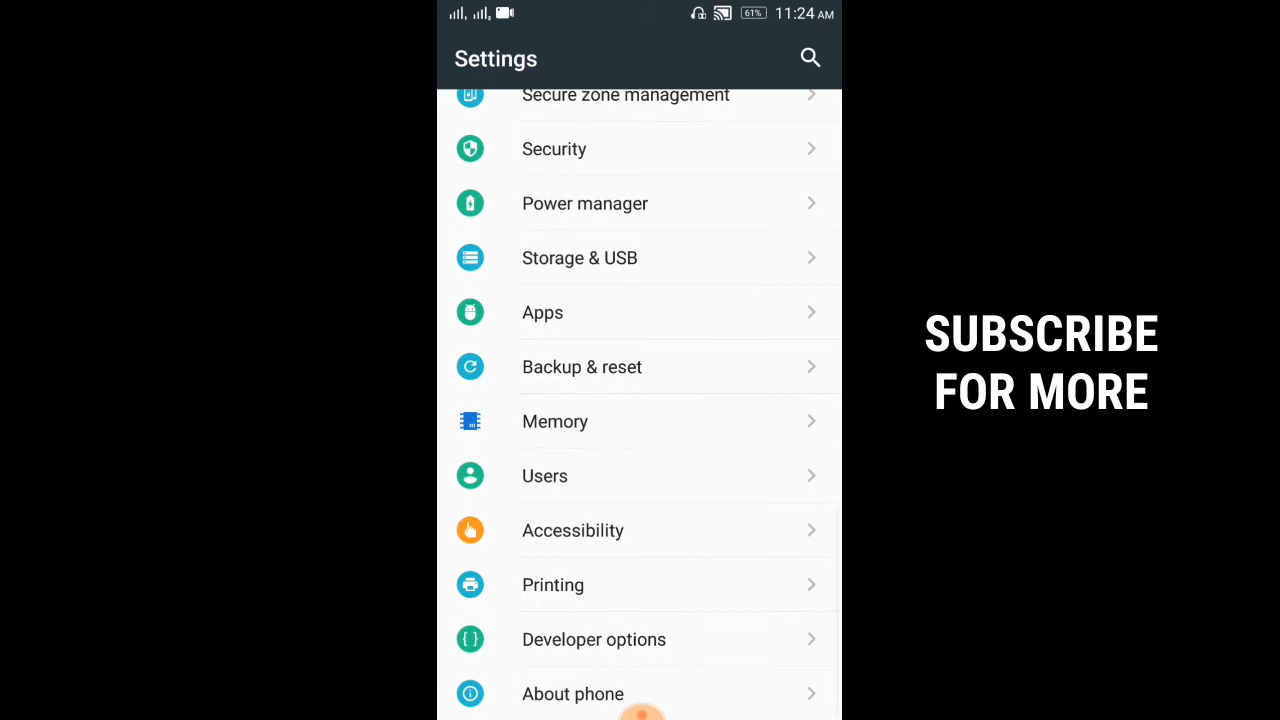 61%
11:24 AM
Settings
Secure zone management
Security
Power manager
Storage & USB
Apps
Backup & reset
Memory
Users
Accessibility
Printing
Developer options
About phone
SUBSCRIBE
FOR MORE